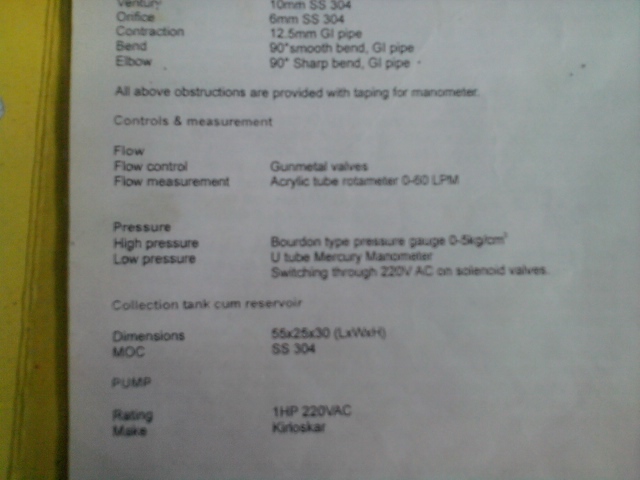 Ventury 10mm SS 304
Orifice 6mm SS 304
Contraction 12.5mm GI pipe
Bend 90°smooth bend, GI pipe
Elbow 90° Sharp bend, GI pipe
All above obstructions are provided with taping for manometer.
Controls & measurement
Flow
Flow control Gunmetal valves
Flow measurement Acrylic tube rotameter 0-60 LPM
Pressure
High pressure Bourdon type pressure gauge 0-5kg/cm²
Low pressure U tube Mercury Manometer
Switching through 220V AC on solenoid valves.
Collection tank cum reservoir
Dimensions 55x25x30 (LxWxH)
MOC SS 304
PUMP
Rating 1HP 220VAC
Make Kirloskar